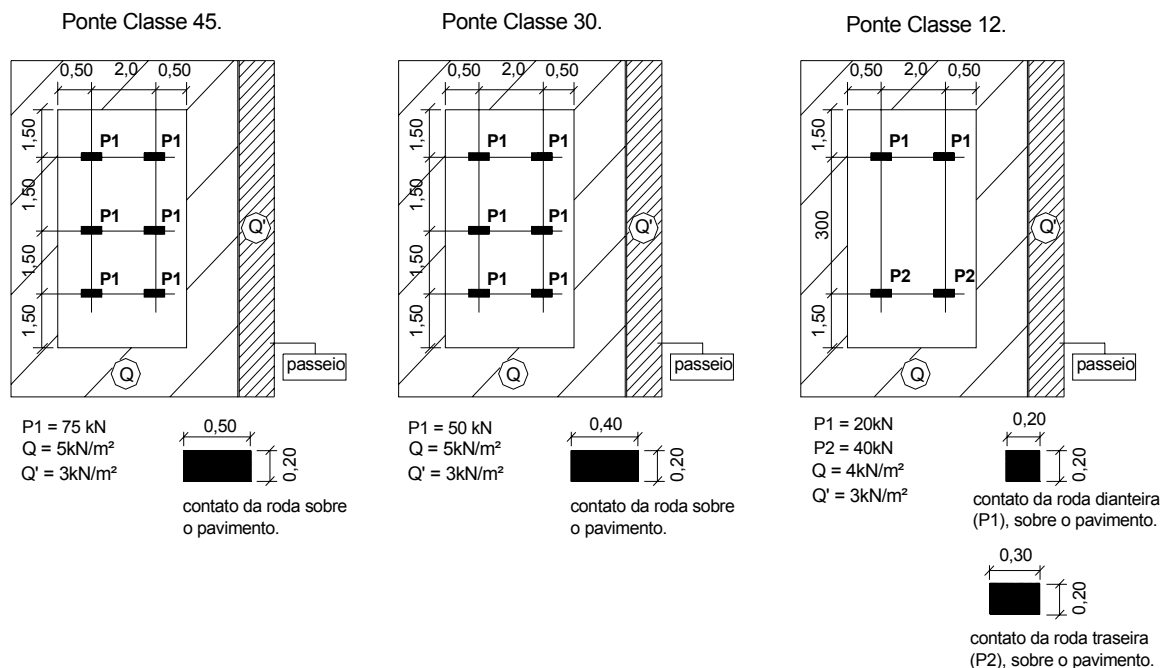 Ponte Classe 45.
0,50 2,0 0,50
1,50
1,50
1,50
1,50
P1 P1
P1 P1
P1 P1
Q'
Q
passeio
P1 = 75 kN
Q = 5kN/m²
Q' = 3kN/m²
0,50
0,20
contato da roda sobre
o pavimento.
Ponte Classe 30.
0,50 2,0 0,50
1,50
1,50
1,50
1,50
P1 P1
P1 P1
P1 P1
Q'
Q
passeio
P1 = 50 kN
Q = 5kN/m²
Q' = 3kN/m²
0,40
0,20
contato da roda sobre
o pavimento.
Ponte Classe 12.
0,50 2,0 0,50
1,50
300
1,50
P1 P1
P2 P2
Q'
Q
passeio
P1 = 20kN
P2 = 40kN
Q = 4kN/m²
Q' = 3kN/m²
0,20
0,20
contato da roda dianteira
(P1), sobre o pavimento.
0,30
0,20
contato da roda traseira
(P2), sobre o pavimento.